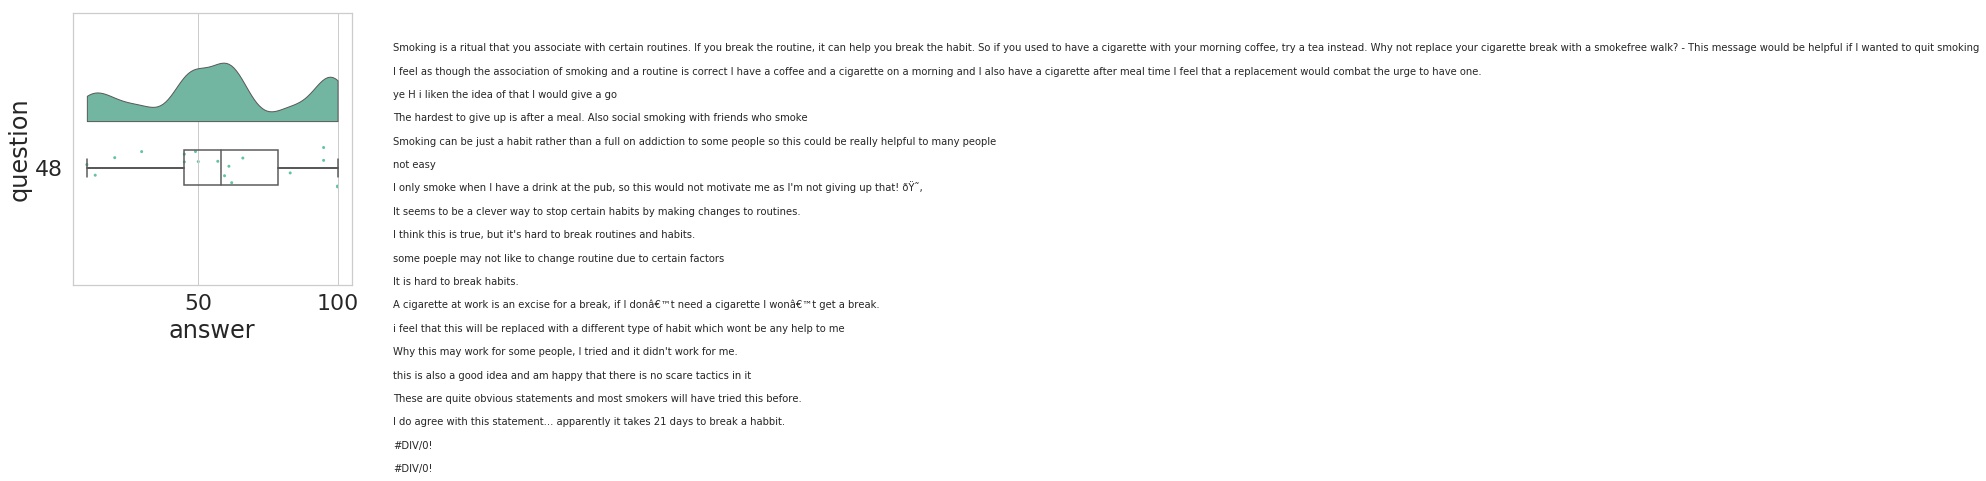 Smoking is a ritual that you associate with certain routines. If you break the routine, it can help you break the habit. So if you used to have a cigarette with your morning coffee, try a tea instead. Why not replace your cigarette break with a smokefree walk? - This message would be helpful if I wanted to quit smoking
I feel as though the association of smoking and a routine is correct I have a coffee and a cigarette on a morning and I also have a cigarette after meal time I feel that a replacement would combat the urge to have one.
ye H i liken the idea of that I would give a go
The hardest to give up is after a meal. Also social smoking with friends who smoke
Smoking can be just a habit rather than a full on addiction to some people so this could be really helpful to many people
not easy
I only smoke when I have a drink at the pub, so this would not motivate me as I'm not giving up that! ðŸ˜‚
It seems to be a clever way to stop certain habits by making changes to routines.
I think this is true, but it's hard to break routines and habits.
some poeple may not like to change routine due to certain factors
It is hard to break habits.
A cigarette at work is an excise for a break, if I donâ€™t need a cigarette I wonâ€™t get a break.
i feel that this will be replaced with a different type of habit which wont be any help to me
Why this may work for some people, I tried and it didn't work for me.
this is also a good idea and am happy that there is no scare tactics in it
These are quite obvious statements and most smokers will have tried this before.
I do agree with this statement... apparently it takes 21 days to break a habbit.
#DIV/0!
#DIV/0!
question
48
50 100
answer